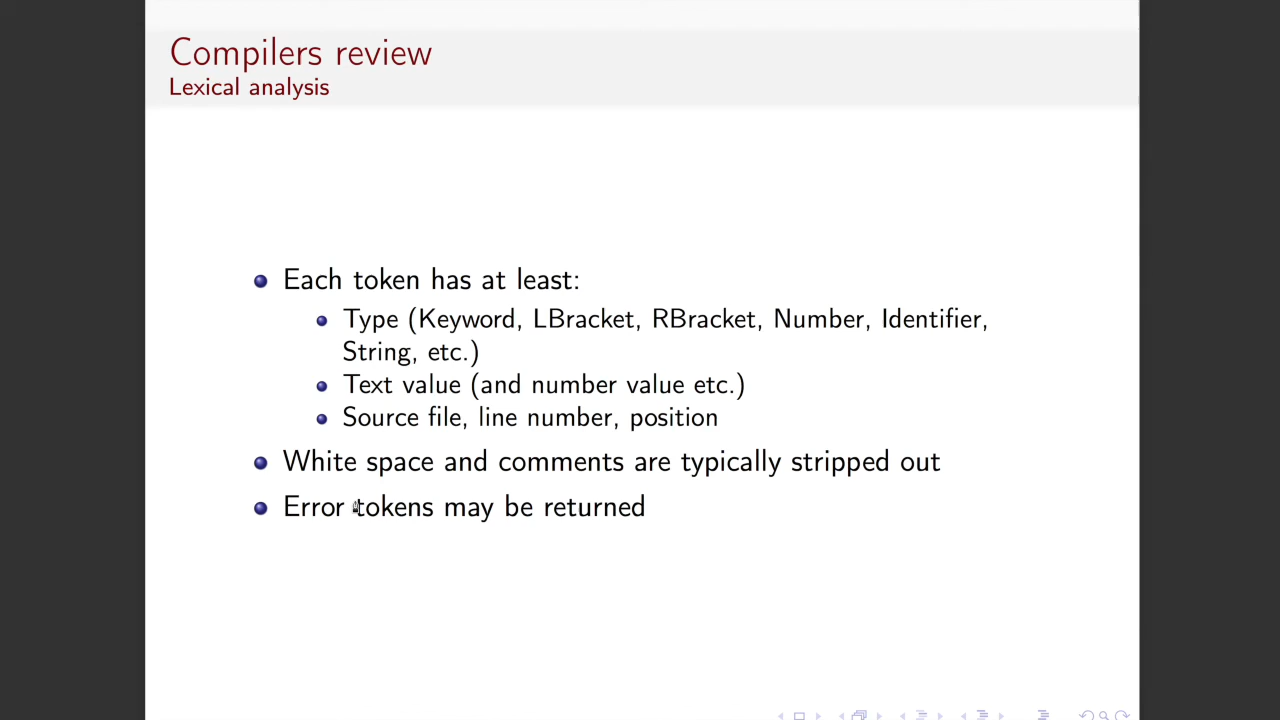 Compilers review
Lexical analysis
Each token has at least:
Type (Keyword, LBracket, RBracket, Number, Identifier,
String, etc.)
Text value (and number value etc.)
Source file, line number, position
White space and comments are typically stripped out
Error tokens may be returned